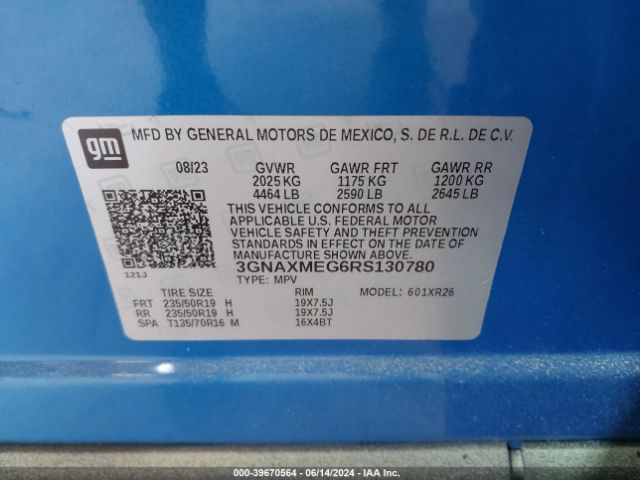 gm
MFD BY GENERAL MOTORS DE MEXICO, S. DE R.L. DE C.V.
08/23 GVWR GAWR FRT GAWR RR
2025 KG 1175 KG 1200 KG
4464 LB 2590 LB 2645 LB
THIS VEHICLE CONFORMS TO ALL
APPLICABLE U.S. FEDERAL MOTOR
VEHICLE SAFETY AND THEFT PREVENTION
STANDARDS IN EFFECT ON THE DATE OF
MANUFACTURE SHOWN ABOVE.
3GNAXMEG6RS130780
121J TYPE: MPV
TIRE SIZE RIM MODEL: 601XR26
FRT 235/50R19 H 19X7.5J
RR 235/50R19 H 19X7.5J
SPA T135/70R16 M 16X4BT
000-39670564 - 06/14/2024 - IAA Inc.